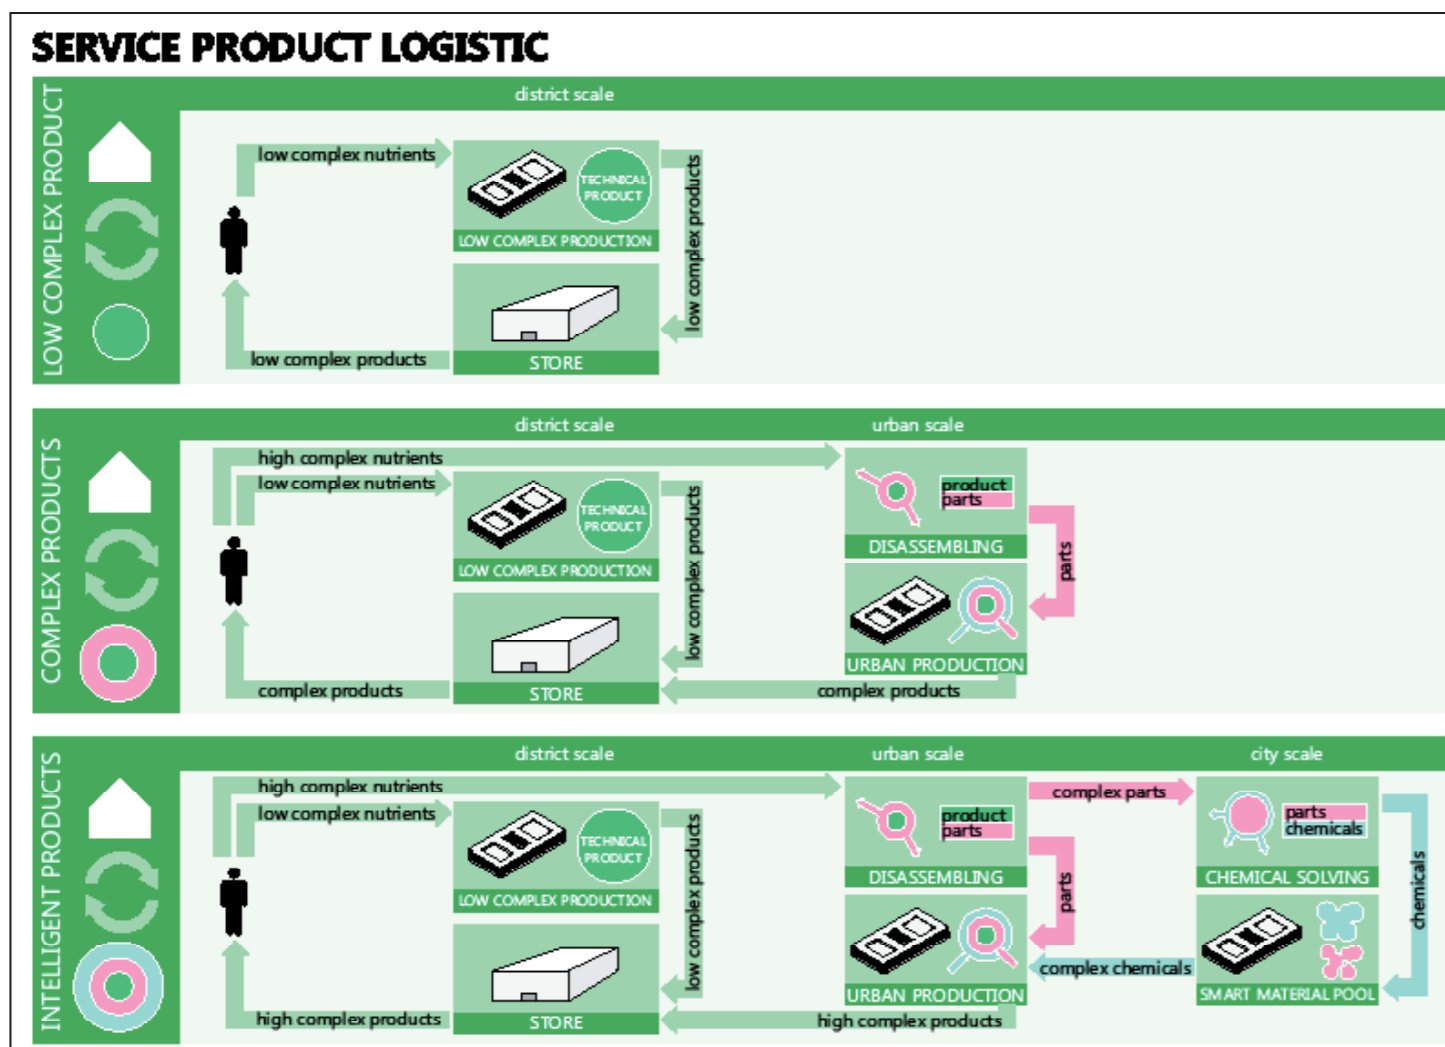 SERVICE PRODUCT LOGISTIC
LOW COMPLEX PRODUCT
district scale
low complex nutrients
TECHNICAL
PRODUCT
LOW COMPLEX PRODUCTION
low complex products
STORE
low complex products
COMPLEX PRODUCTS
district scale
urban scale
high complex nutrients
low complex nutrients
TECHNICAL
PRODUCT
LOW COMPLEX PRODUCTION
low complex products
product
parts
DISASSEMBLING
parts
URBAN PRODUCTION
complex products
STORE
complex products
INTELLIGENT PRODUCTS
district scale
urban scale
city scale
high complex nutrients
low complex nutrients
TECHNICAL
PRODUCT
LOW COMPLEX PRODUCTION
low complex products
product
parts
DISASSEMBLING
complex parts
parts
chemicals
CHEMICAL SOLVING
chemicals
parts
URBAN PRODUCTION
complex chemicals
SMART MATERIAL POOL
high complex products
STORE
high complex products